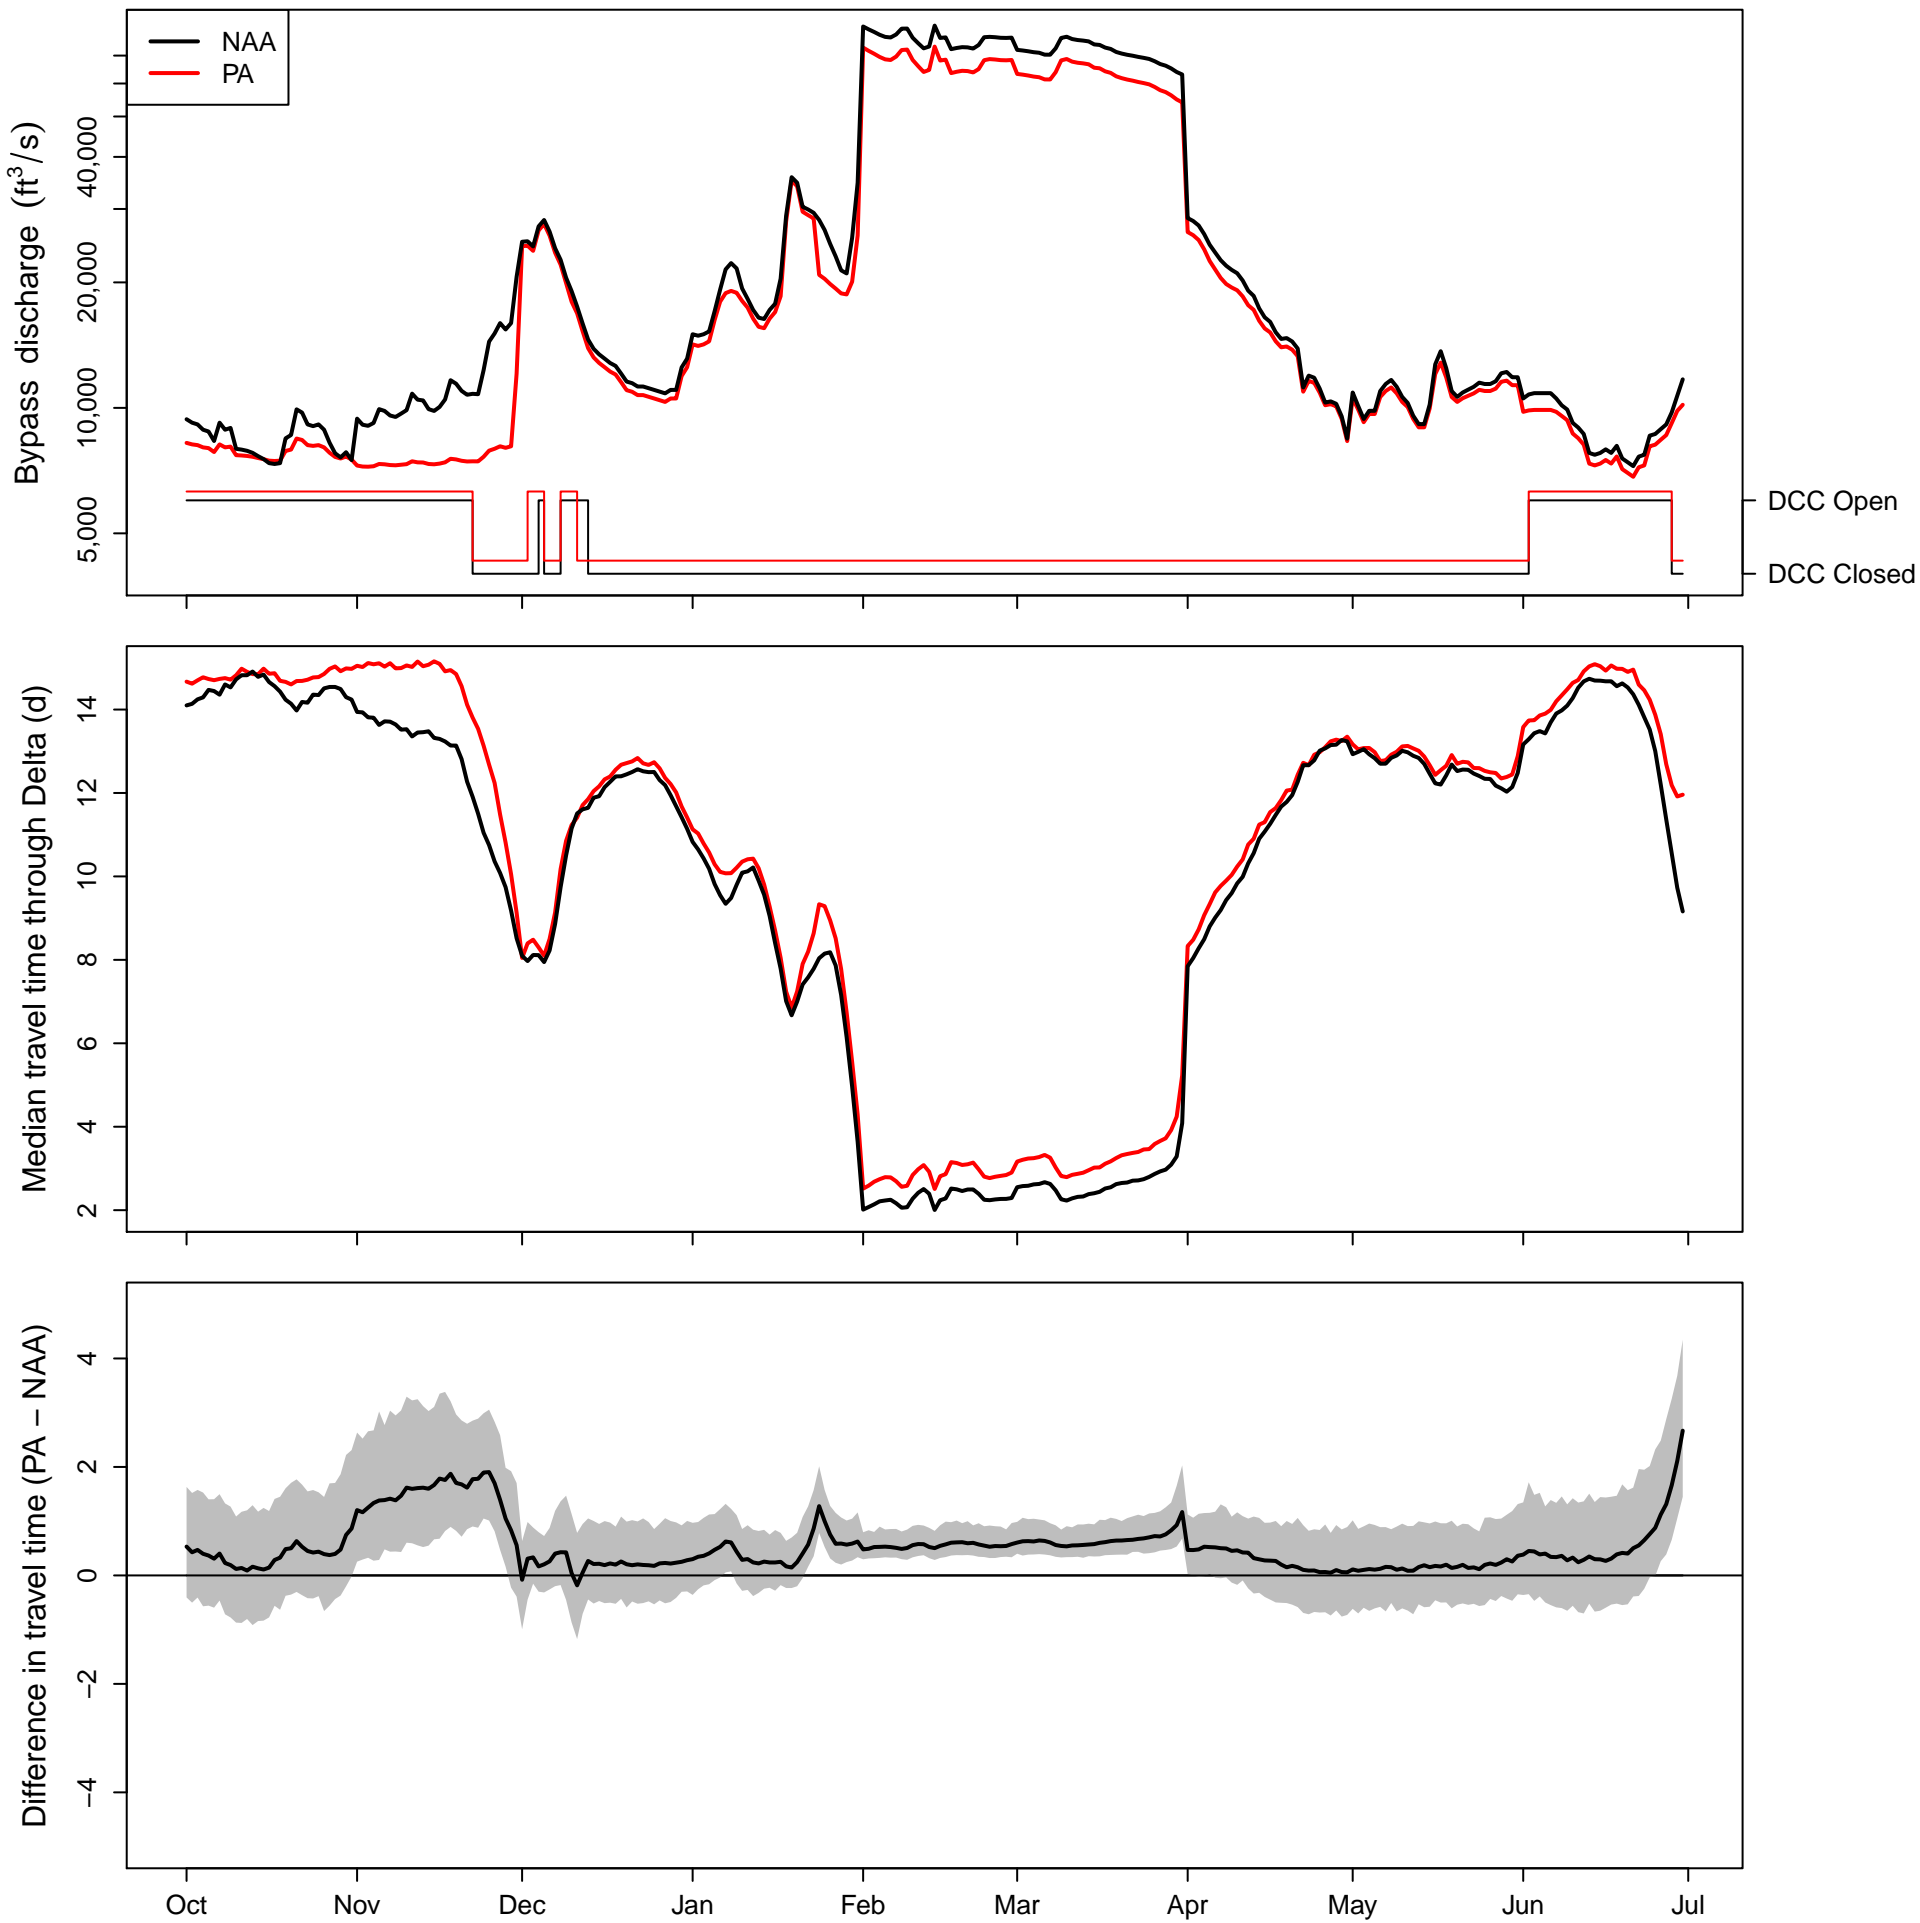 NAA
PA
Bypass discharge (ft³/s)
40,000
20,000
10,000
5,000
DCC Open
DCC Closed
Median travel time through Delta (d)
14
12
10
8
6
4
2
Difference in travel time (PA − NAA)
4
2
0
−2
−4
Oct Nov Dec Jan Feb Mar Apr May Jun Jul